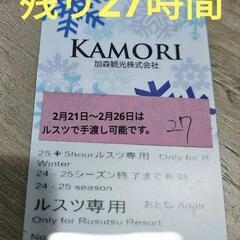 残り27時間
KAMORI
加森観光株式会社
2月21日〜2月26日は
ルスツで手渡し可能です。
27
25+5hourルスツ専用 Only for R
Winter
24-25シーズン終了まで有効
24-25 season
ルスツ専用 おとな Adult
Only for Rusutsu Resort
No